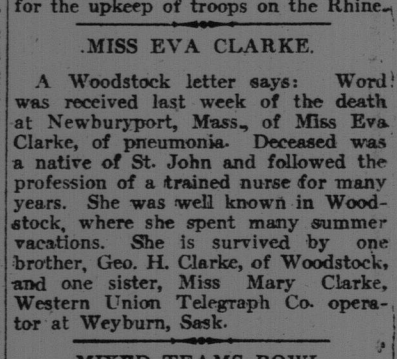 for the upkeep of troops on the Rhine.
MISS EVA CLARKE.
A Woodstock letter says: Word
was received last week of the death
at Newburyport, Mass., of Miss Eva
Clarke, of pneumonia. Deceased was
a native of St. John and followed the
profession of a trained nurse for many
years. She was well known in Wood-
stock, where she spent many summer
vacations. She is survived by one
brother, Geo. H. Clarke, of Woodstock,
and one sister, Miss Mary Clarke,
Western Union Telegraph Co. opera-
tor at Weyburn, Sask.
MIXED TEAMS BOWL